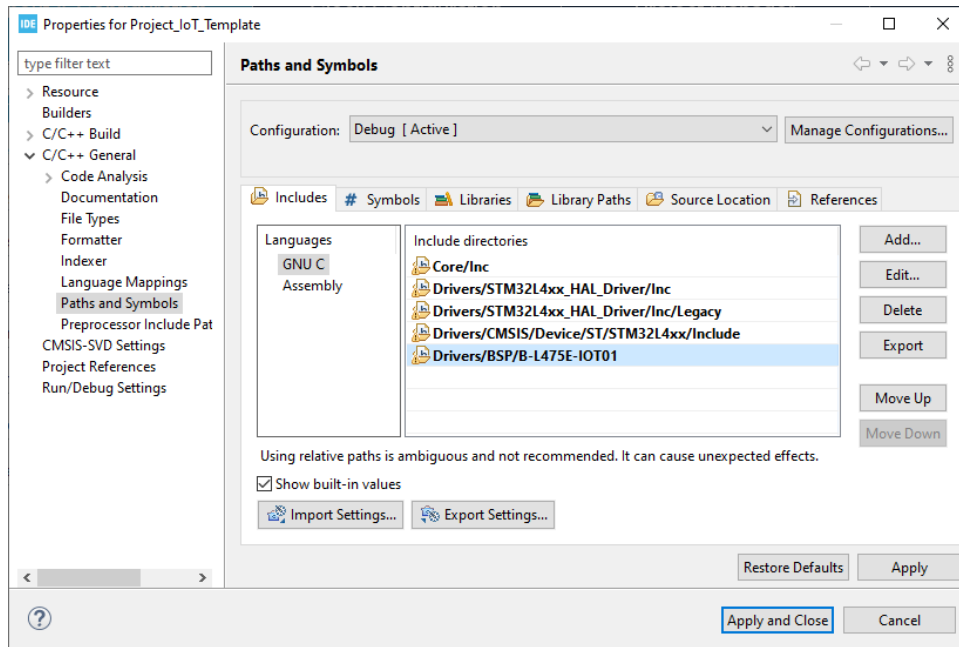 IDE Properties for Project_IoT_Template
type filter text
Resource
Builders
C/C++ Build
C/C++ General
Code Analysis
Documentation
File Types
Formatter
Indexer
Language Mappings
Paths and Symbols
Preprocessor Include Pat
CMSIS-SVD Settings
Project References
Run/Debug Settings
Paths and Symbols
Configuration: Debug [ Active ] Manage Configurations...
Includes # Symbols Libraries Library Paths Source Location References
Languages
GNU C
Assembly
Include directories
Core/Inc
Drivers/STM32L4xx_HAL_Driver/Inc
Drivers/STM32L4xx_HAL_Driver/Inc/Legacy
Drivers/CMSIS/Device/ST/STM32L4xx/Include
Drivers/BSP/B-L475E-IOT01
Add...
Edit...
Delete
Export
Move Up
Move Down
Using relative paths is ambiguous and not recommended. It can cause unexpected effects.
Show built-in values
Import Settings... Export Settings...
Restore Defaults Apply
? Apply and Close Cancel